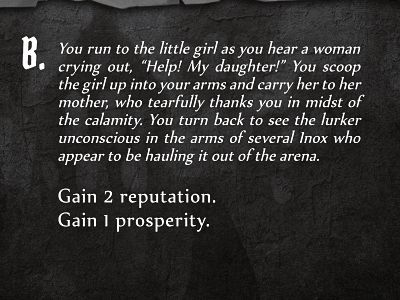 B. You run to the little girl as you hear a woman
crying out, “Help! My daughter!” You scoop
the girl up into your arms and carry her to her
mother, who tearfully thanks you in midst of
the calamity. You turn back to see the lurker
unconscious in the arms of several Inox who
appear to be hauling it out of the arena.
Gain 2 reputation.
Gain 1 prosperity.